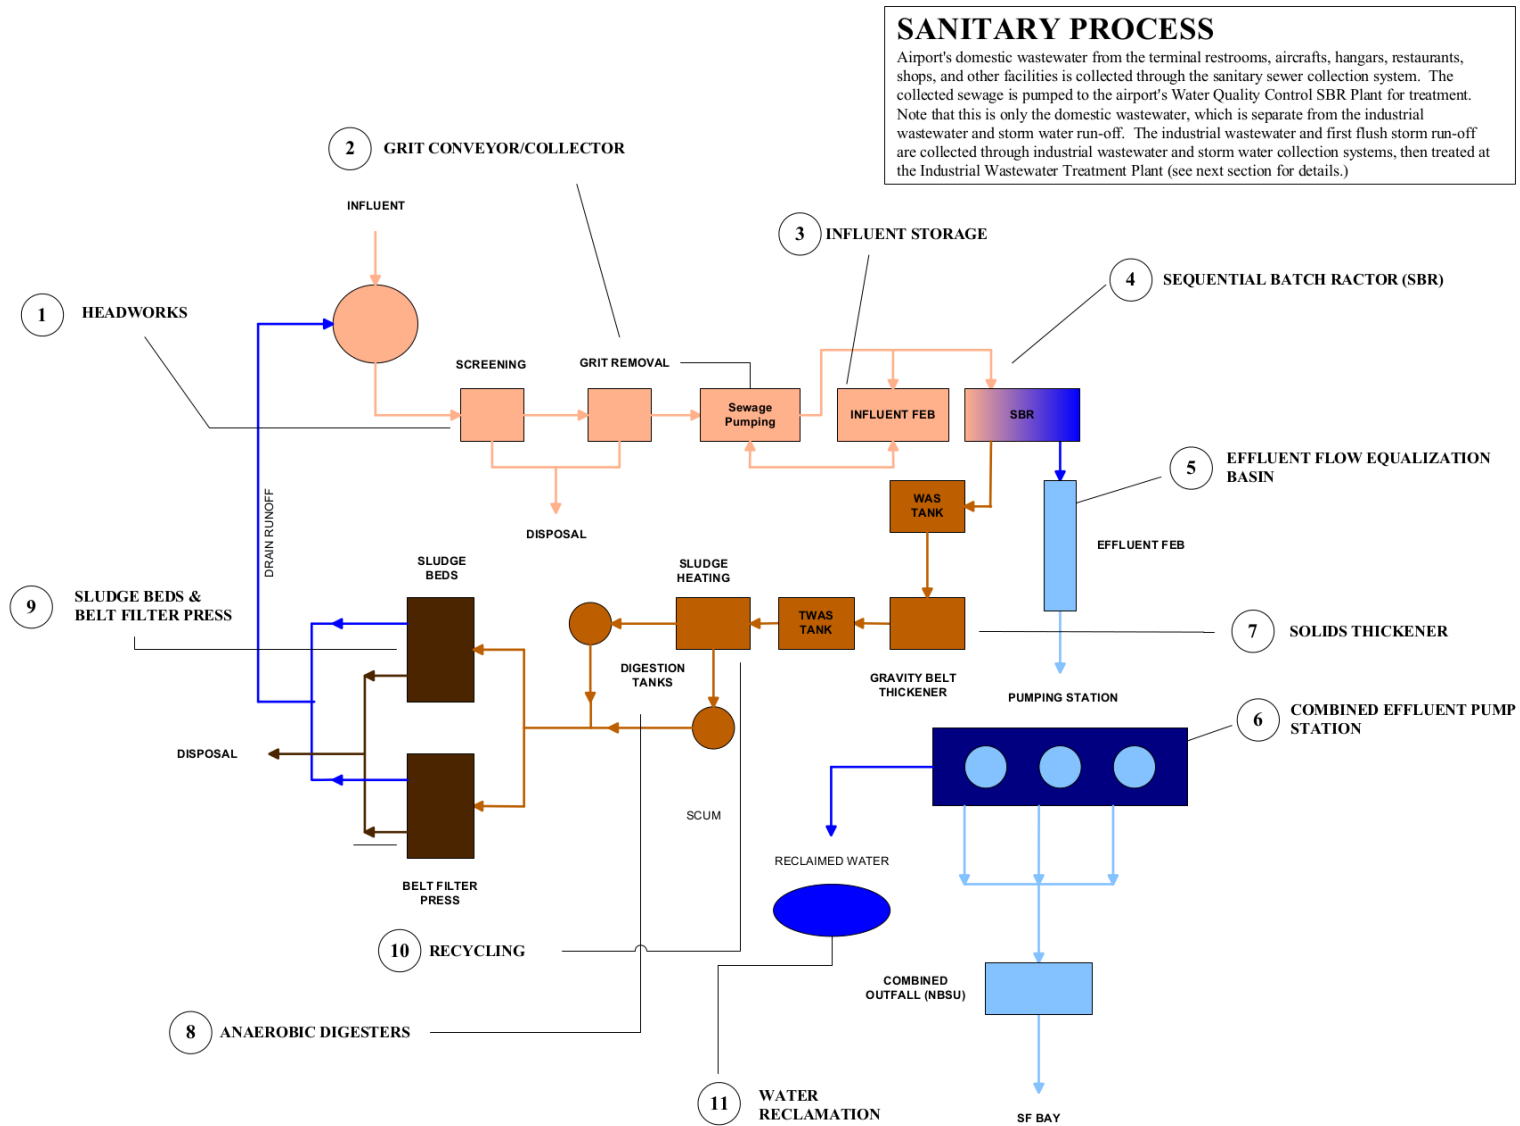 SANITARY PROCESS
Airport's domestic wastewater from the terminal restrooms, aircrafts, hangars, restaurants,
shops, and other facilities is collected through the sanitary sewer collection system.  The
collected sewage is pumped to the airport's Water Quality Control SBR Plant for treatment.
Note that this is only the domestic wastewater, which is separate from the industrial
wastewater and storm water run-off.  The industrial wastewater and first flush storm run-off
are collected through industrial wastewater and storm water collection systems, then treated at
the Industrial Wastewater Treatment Plant (see next section for details.)
2 GRIT CONVEYOR/COLLECTOR
INFLUENT
3 INFLUENT STORAGE
4 SEQUENTIAL BATCH RACTOR (SBR)
1 HEADWORKS
SCREENING
GRIT REMOVAL
Sewage
Pumping
INFLUENT FEB
SBR
5 EFFLUENT FLOW EQUALIZATION
BASIN
WAS
TANK
DISPOSAL
DRAIN RUNOFF
EFFLUENT FEB
SLUDGE
BEDS
SLUDGE
HEATING
9 SLUDGE BEDS &
BELT FILTER PRESS
TWAS
TANK
7 SOLIDS THICKENER
DIGESTION
TANKS
GRAVITY BELT
THICKENER
PUMPING STATION
6 COMBINED EFFLUENT PUMP
STATION
DISPOSAL
SCUM
RECLAIMED WATER
BELT FILTER
PRESS
10 RECYCLING
COMBINED
OUTFALL (NBSU)
8 ANAEROBIC DIGESTERS
11 WATER
RECLAMATION
SF BAY